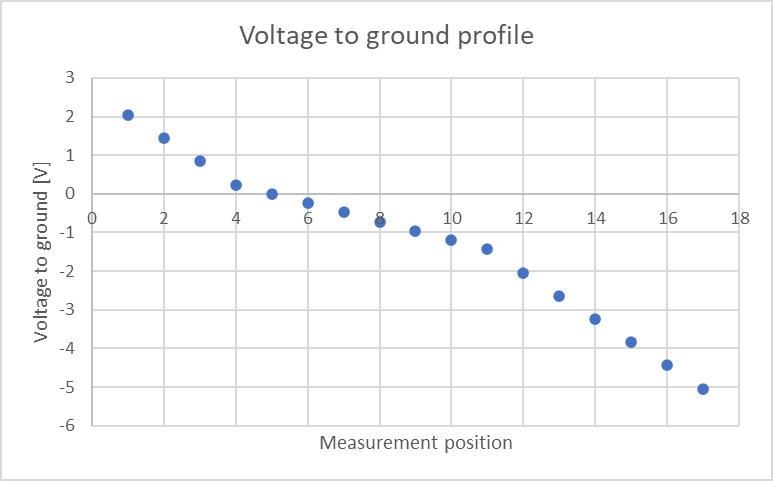 Voltage to ground profile
Voltage to ground [V]
3
2
1
0
-1
-2
-3
-4
-5
-6
0 2 4 6 8 10 12 14 16 18
Measurement position